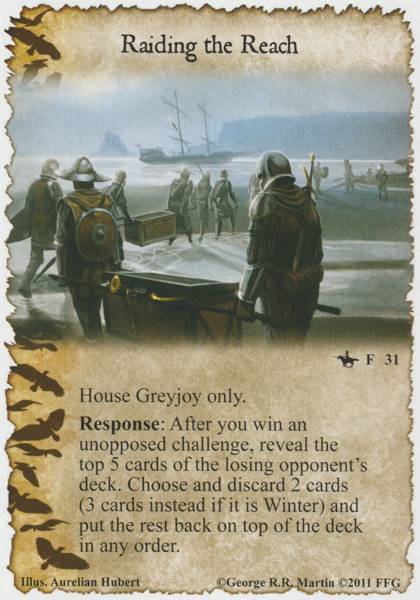 Raiding the Reach
F 31
House Greyjoy only.
Response: After you win an
unopposed challenge, reveal the
top 5 cards of the losing opponent's
deck. Choose and discard 2 cards
(3 cards instead if it is Winter) and
put the rest back on top of the deck
in any order.
Illus. Aurelian Hubert ©George R.R. Martin ©2011 FFG